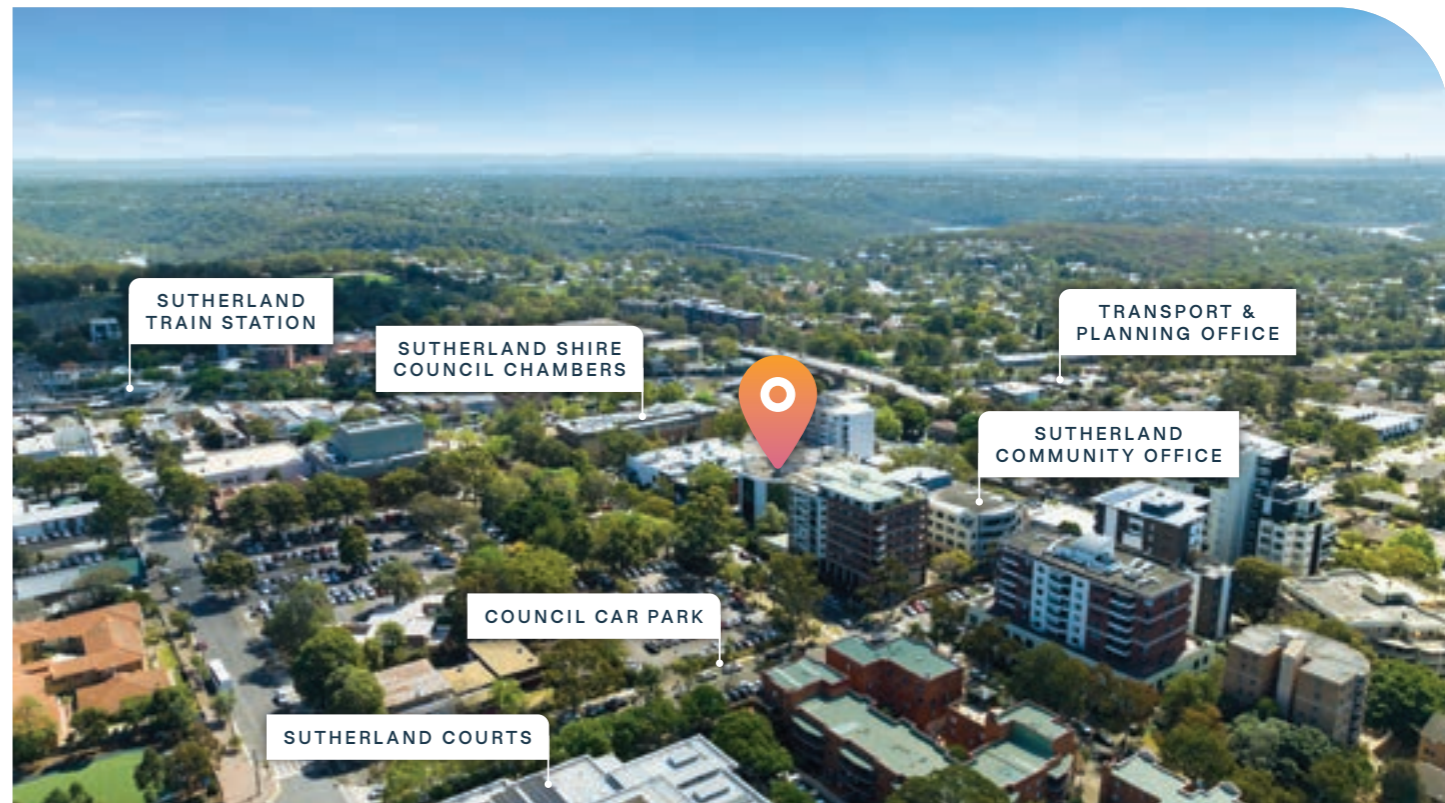 SUTHERLAND
TRAIN STATION
SUTHERLAND SHIRE
COUNCIL CHAMBERS
TRANSPORT &
PLANNING OFFICE
SUTHERLAND
COMMUNITY OFFICE
COUNCIL CAR PARK
SUTHERLAND COURTS